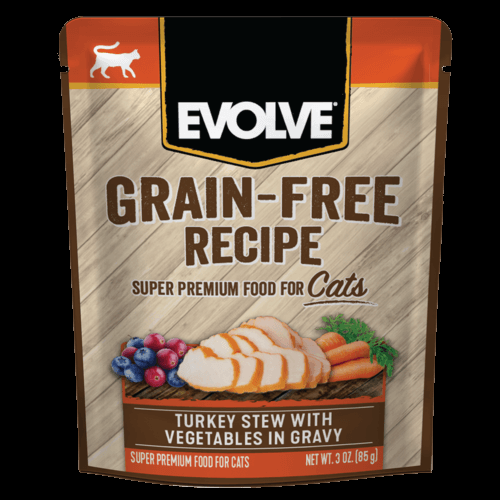 EVOLVE®
GRAIN-FREE
RECIPE
SUPER PREMIUM FOOD FOR Cats
TURKEY STEW WITH
VEGETABLES IN GRAVY
SUPER PREMIUM FOOD FOR CATS NET WT. 3 OZ. (85 g)